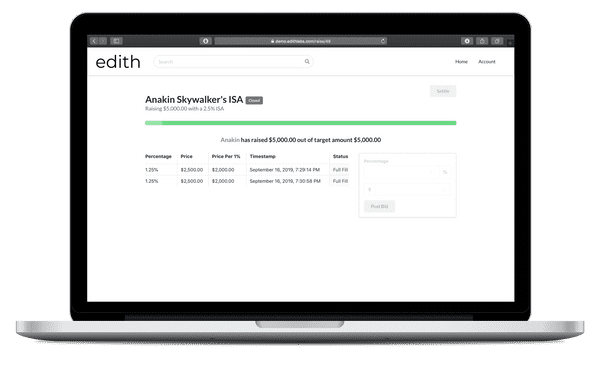 demo.edithlabs.com/raise/48
edith
Search
Home
Account
Settle
Anakin Skywalker's ISA Closed
Raising $5,000.00 with a 2.5% ISA
Anakin has raised $5,000.00 out of target amount $5,000.00
Percentage Price Price Per 1% Timestamp Status
1.25% $2,500.00 $2,000.00 September 16, 2019, 7:29:14 PM Full Fill
1.25% $2,500.00 $2,000.00 September 16, 2019, 7:30:58 PM Full Fill
Percentage
%
$
Post Bid